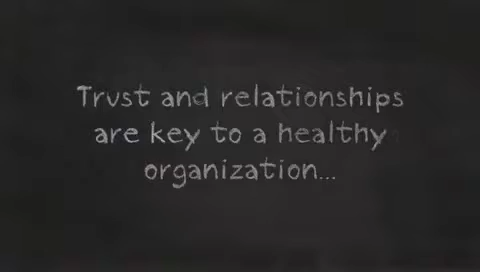 Trust and relationships
are key to a healthy
organization...